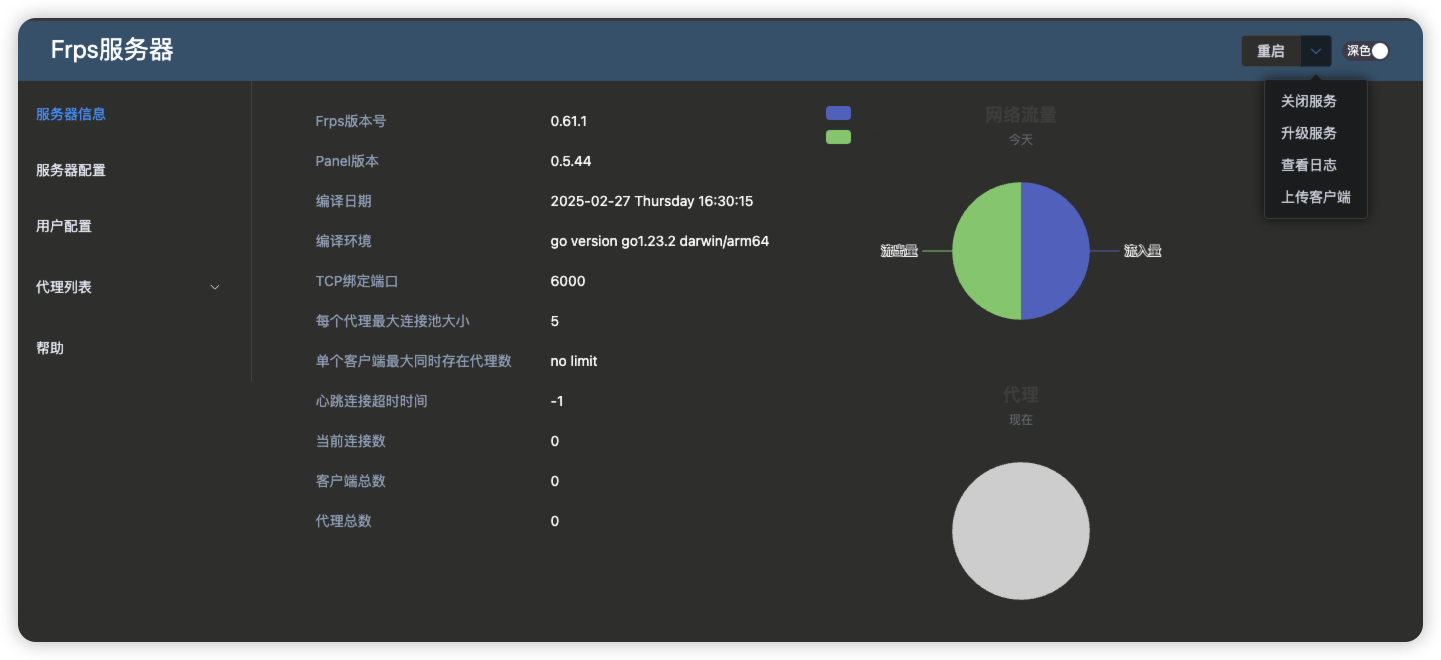 Frps服务器
重启
深色
关闭服务
升级服务
查看日志
上传客户端
服务器信息
服务器配置
用户配置
代理列表
帮助
Frps版本号 0.61.1
Panel版本 0.5.44
编译日期 2025-02-27 Thursday 16:30:15
编译环境 go version go1.23.2 darwin/arm64
TCP绑定端口 6000
每个代理最大连接池大小 5
单个客户端最大同时存在代理数 no limit
心跳连接超时时间 -1
当前连接数 0
客户端总数 0
代理总数 0
网络流量
今天
流出量
流入量
代理
现在